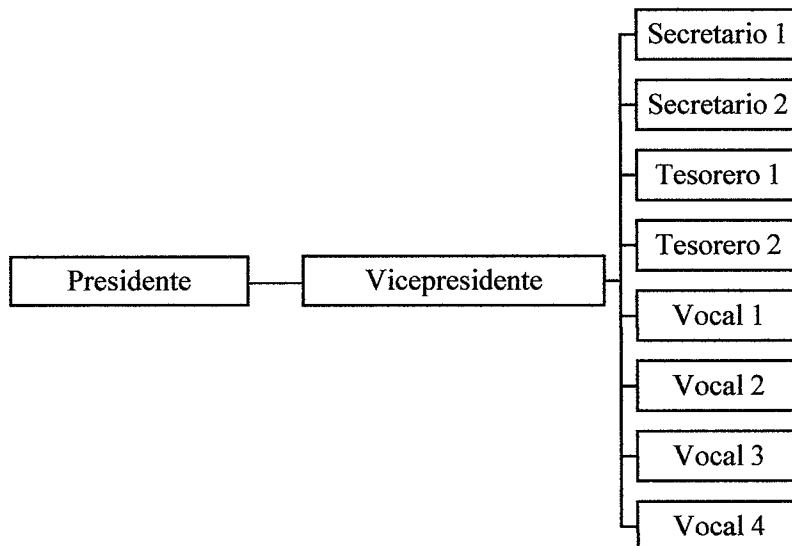 Presidente
Vicepresidente
Secretario 1
Secretario 2
Tesorero 1
Tesorero 2
Vocal 1
Vocal 2
Vocal 3
Vocal 4